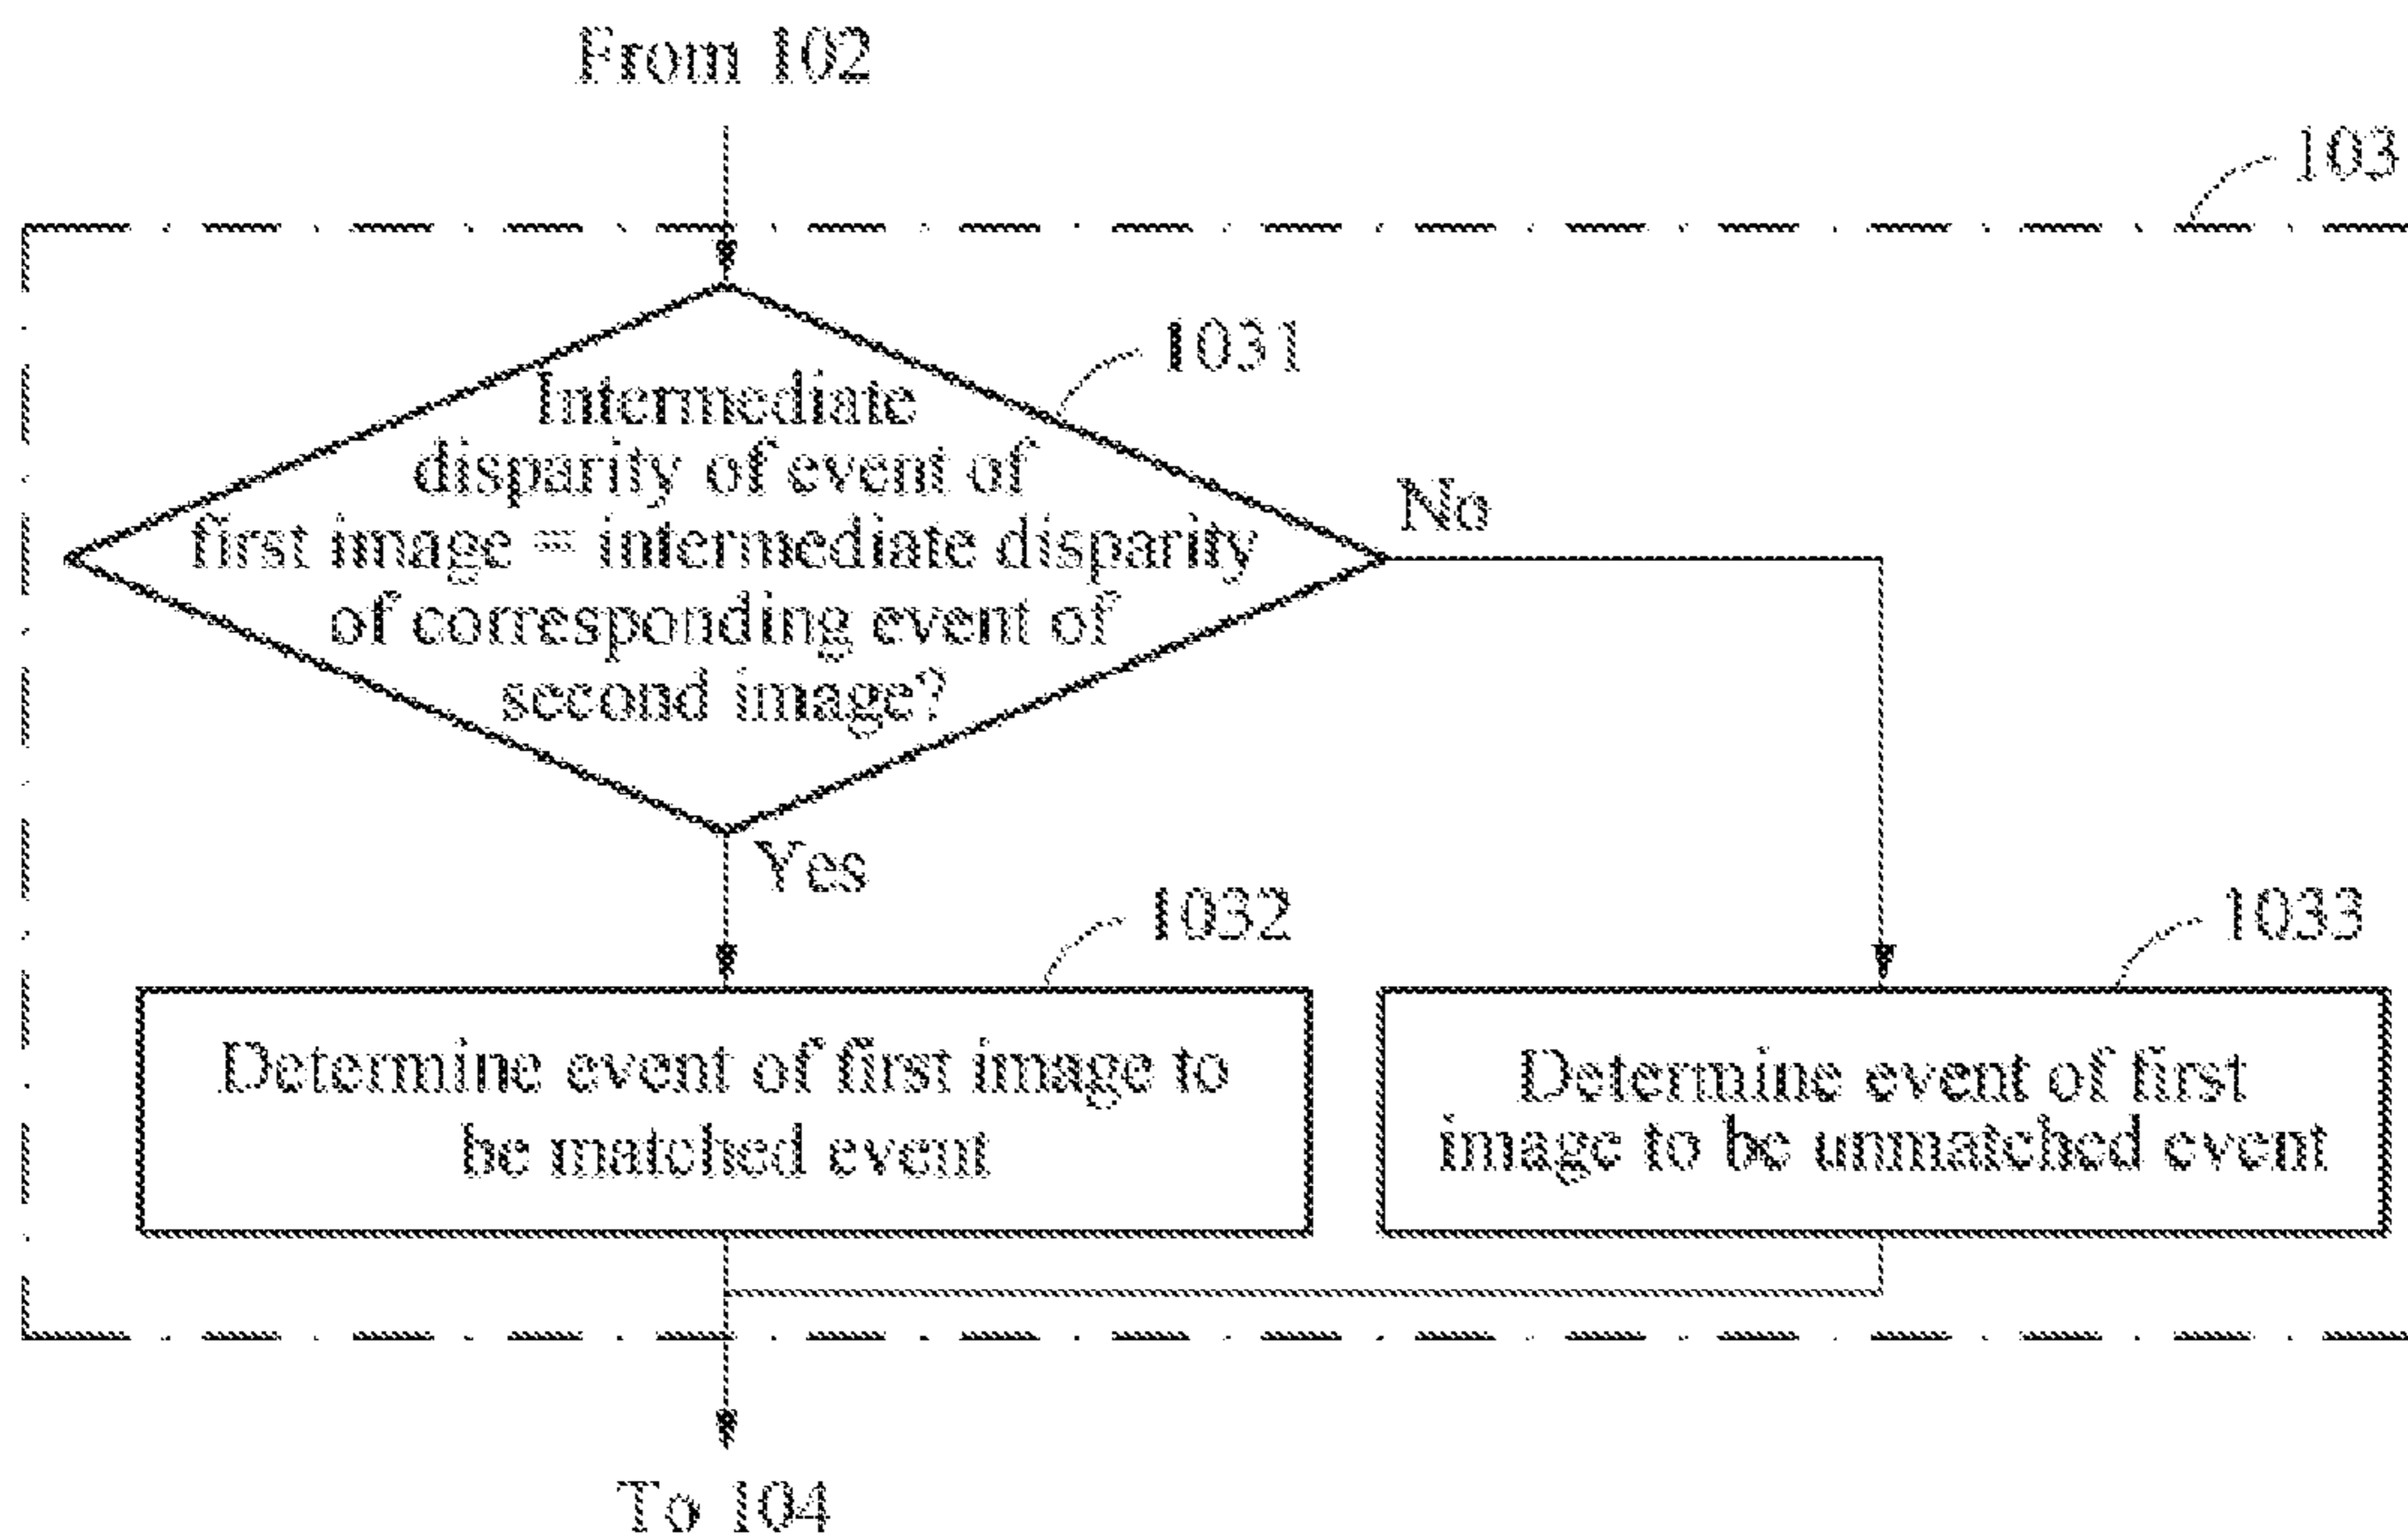 From 102
103
1031
Intermediate
disparity of event of
first image = intermediate disparity
of corresponding event of
second image?
No
Yes
1032
1033
Determine event of first image to
be matched event
Determine event of first
image to be unmatched event
To 104